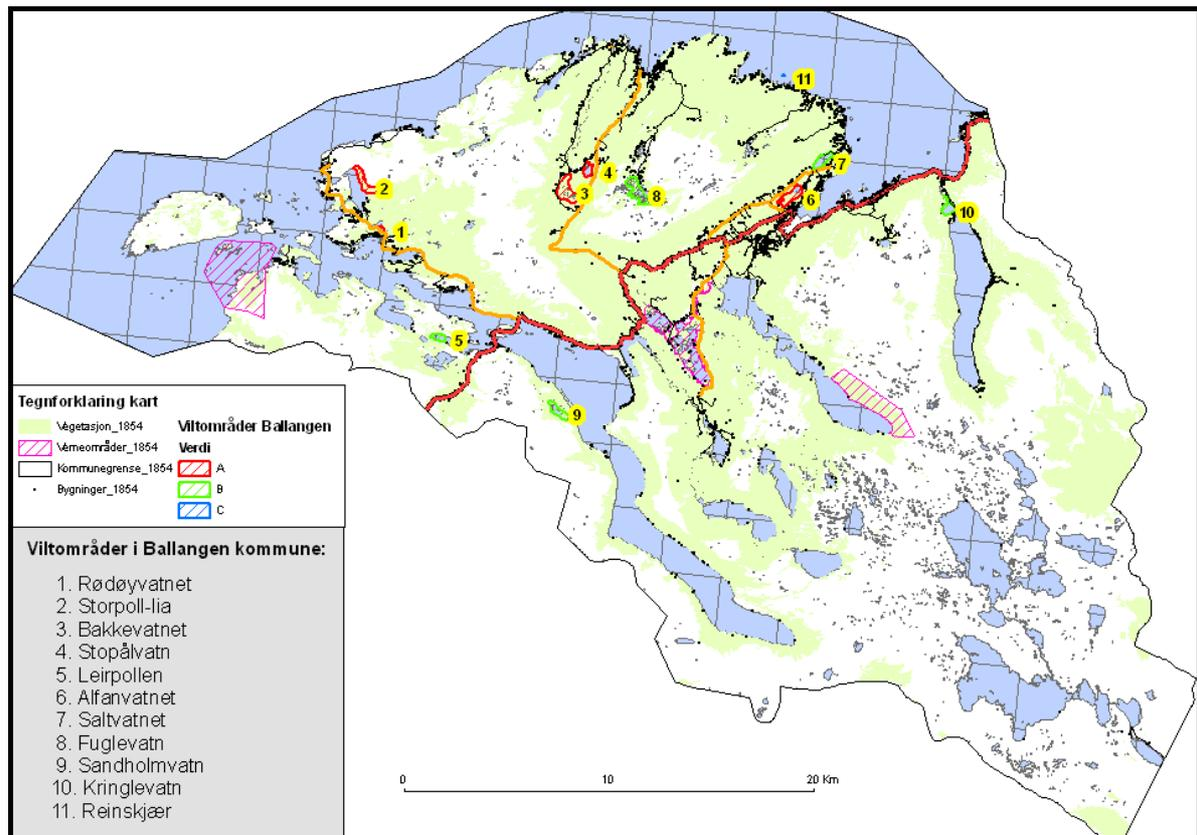 11
7
2
4
3
8
6
10
1
5
9
Tegnforklaring kart
Vegetasjon_1854
Verneområder_1854
Kommunegrense_1854
Bygninger_1854
Viltområder Ballangen
Verdi
A
B
C
Viltområder i Ballangen kommune:
1. Rødøyvatnet
2. Storpoll-lia
3. Bakkevatnet
4. Stopålvatn
5. Leirpollen
6. Alfanvatnet
7. Saltvatnet
8. Fuglevatn
9. Sandholmvatn
10. Kringlevatn
11. Reinskjær
0 10 20 Km